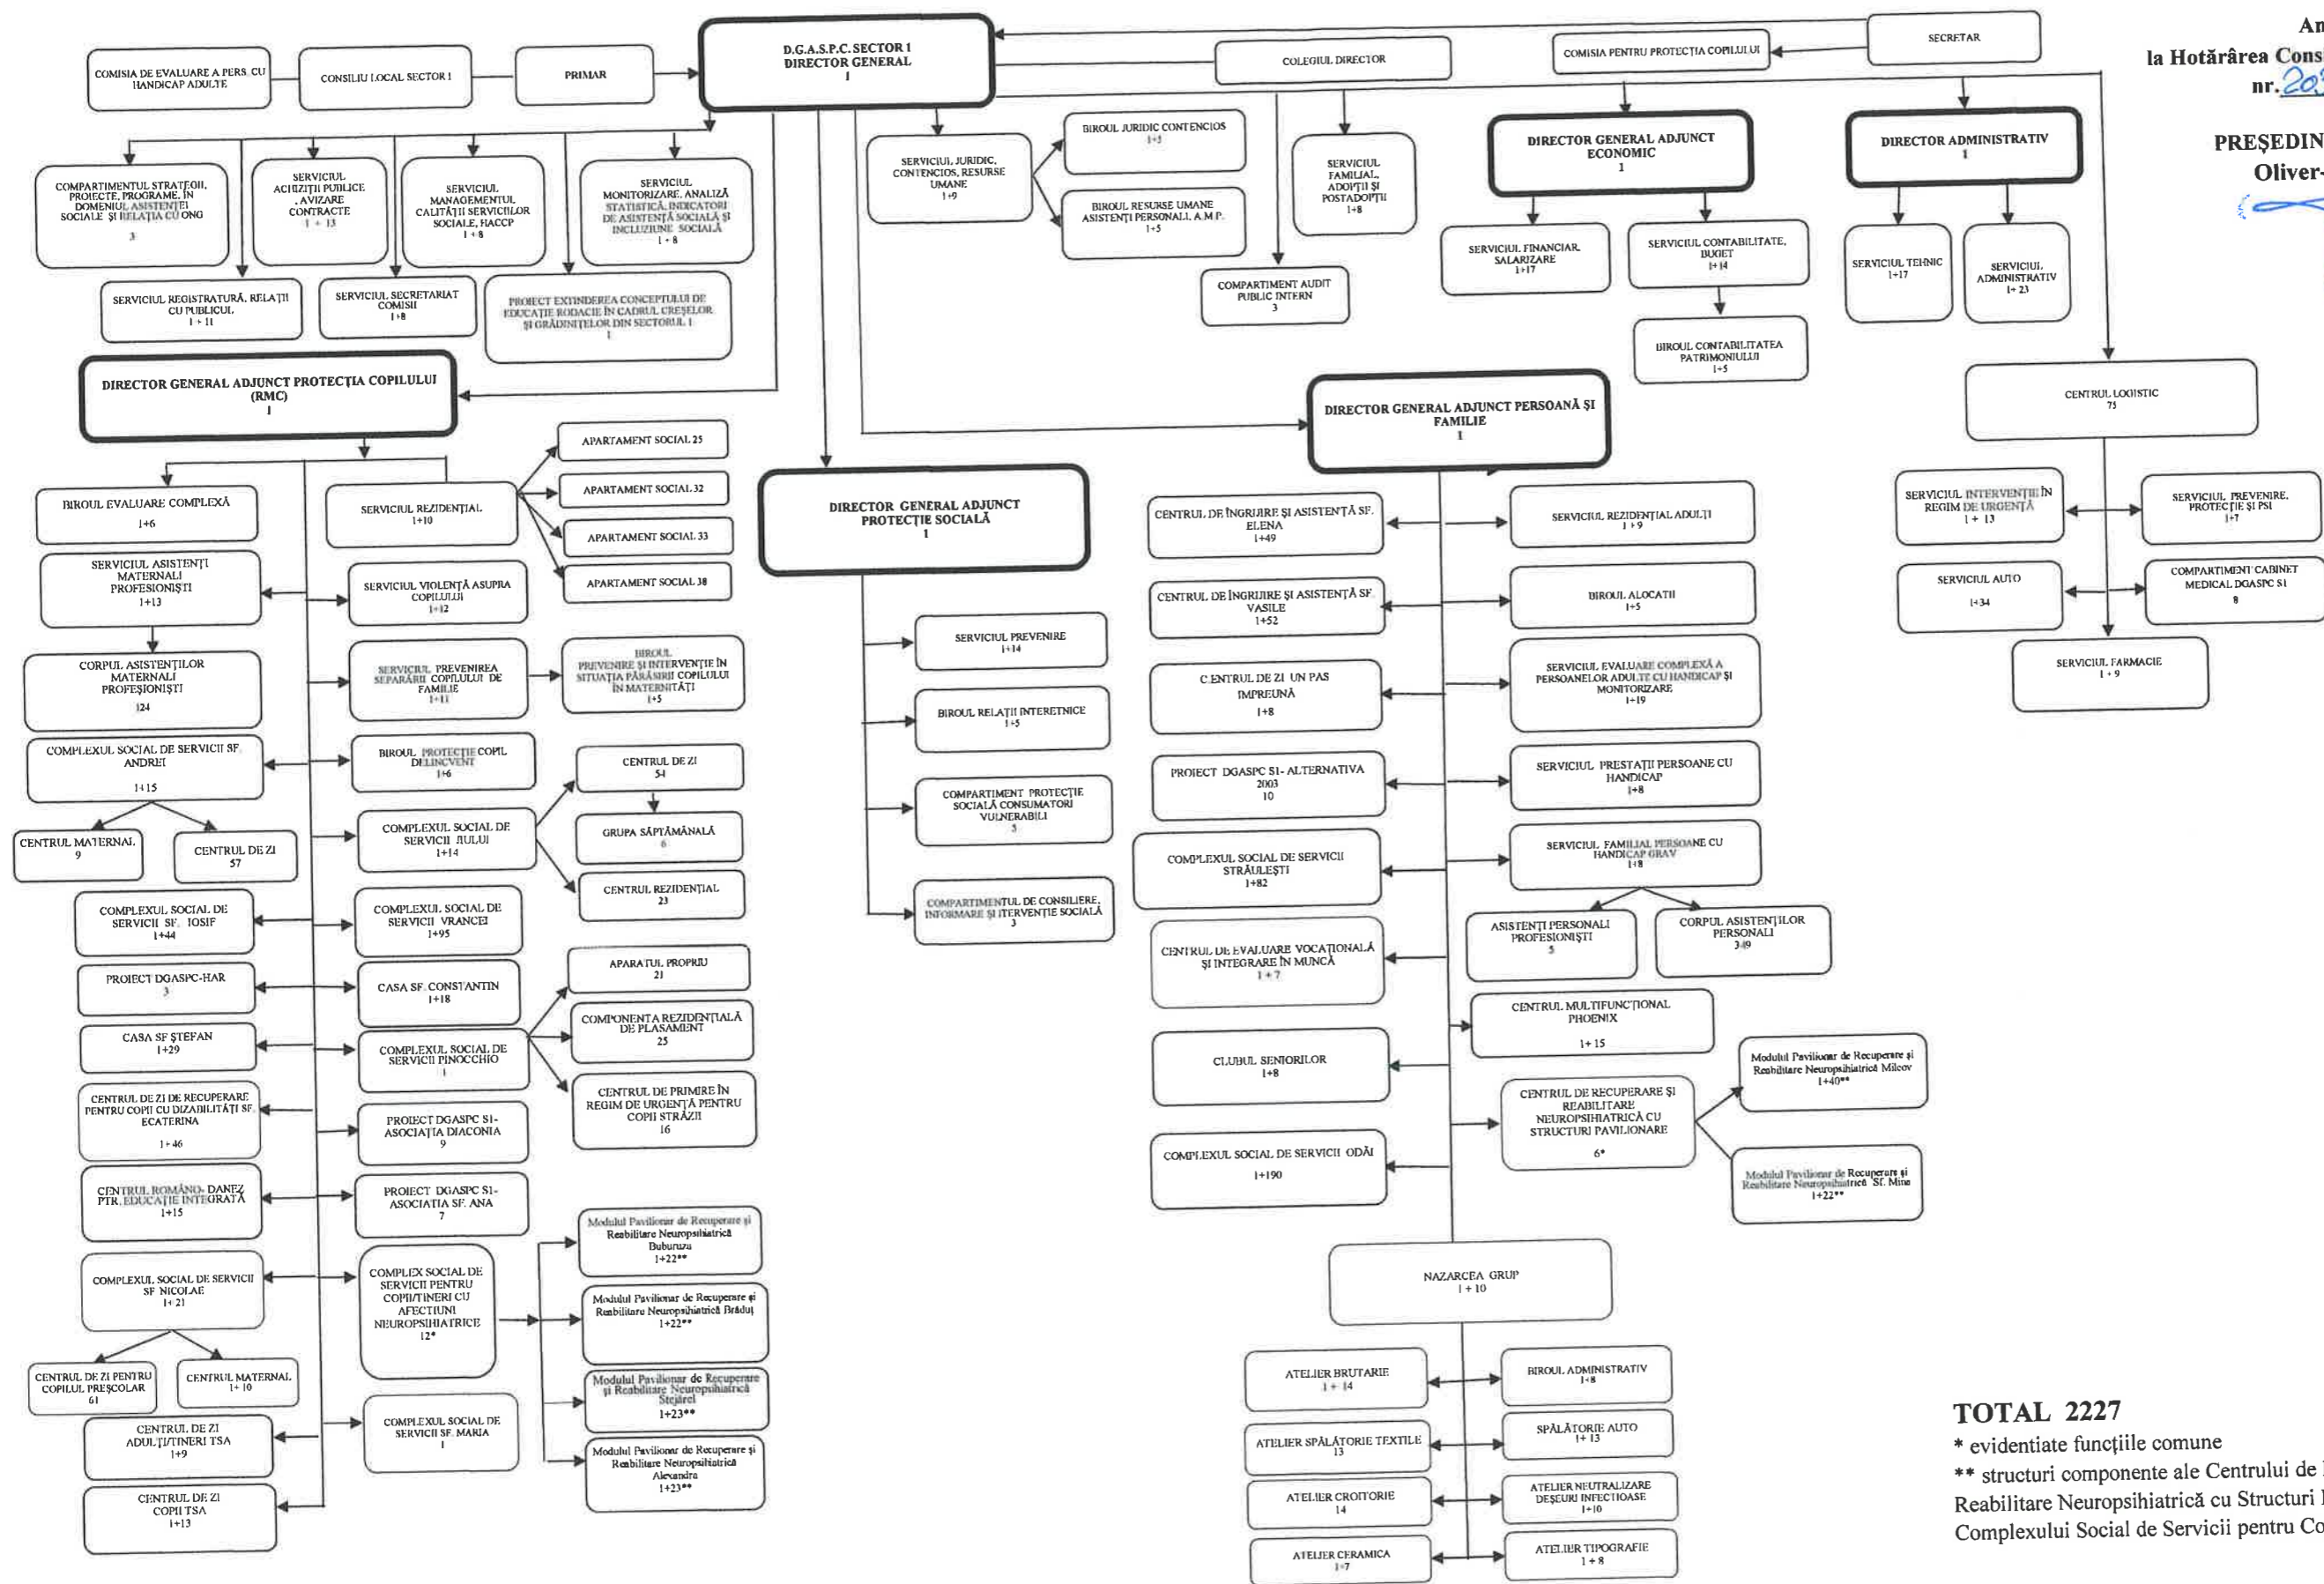 D.G.A.S.P.C. SECTOR 1
DIRECTOR GENERAL
1
COMISIA DE EVALUARE A PERS. CU
HANDICAP ADULTE
CONSILIU LOCAL SECTOR 1
PRIMAR
COLEGIUL DIRECTOR
COMISIA PENTRU PROTECȚIA COPILULUI
SECRETAR
la Hotărârea
nr.
COMPARTIMENTUL STRATEGII,
PROIECTE, PROGRAME, ÎN
DOMENIUL ASISTENȚEI
SOCIALE ȘI RELAȚIA CU ONG
3
SERVICIUL
ACHIZIȚII PUBLICE
, AVIZARE
CONTRACTE
1 + 13
SERVICIUL
MANAGEMENTUL
CALITĂȚII SERVICIILOR
SOCIALE, HACCP
1 + 8
SERVICIUL
MONITORIZARE, ANALIZĂ
STATISTICĂ, INDICATORI
DE ASISTENȚĂ SOCIALĂ ȘI
INCLUZIUNE SOCIALĂ
1 + 8
SERVICIUL REGISTRATURĂ, RELAȚII
CU PUBLICUL
1 + 11
SERVICIUL SECRETARIAT
COMISII
1+8
PROIECT EXTINDEREA CONCEPTULUI DE
EDUCAȚIE RODACIE ÎN CADRUL CREȘELOR
ȘI GRĂDINIȚELOR DIN SECTORUL 1
1
SERVICIUL JURIDIC,
CONTENCIOS, RESURSE
UMANE
1+9
BIROUL JURIDIC CONTENCIOS
1+5
BIROUL RESURSE UMANE
ASISTENȚI PERSONALI, A.M.P.
1+5
COMPARTIMENT AUDIT
PUBLIC INTERN
3
SERVICIUL
FAMILIAL,
ADOPȚII ȘI
POSTADOPȚII
1+8
DIRECTOR GENERAL ADJUNCT
ECONOMIC
1
SERVICIUL FINANCIAR,
SALARIZARE
1+17
SERVICIUL CONTABILITATE,
BUGET
1+14
BIROUL CONTABILITATEA
PATRIMONIULUI
1+5
DIRECTOR ADMINISTRATIV
1
SERVICIUL TEHNIC
1+17
SERVICIUL
ADMINISTRATIV
1+ 23
CENTRUL LOGISTIC
75
SERVICIUL INTERVENȚIE ÎN
REGIM DE URGENȚĂ
1 + 13
SERVICIUL PREVENIRE,
PROTECȚIE ȘI PSI
1+7
SERVICIUL AUTO
1+34
COMPARTIMENT CABINET
MEDICAL DGASPC S1
8
SERVICIUL FARMACIE
1 + 9
DIRECTOR GENERAL ADJUNCT PROTECȚIA COPILULUI
(RMC)
1
BIROUL EVALUARE COMPLEXĂ
1+6
SERVICIUL REZIDENȚIAL
1+10
APARTAMENT SOCIAL 25
APARTAMENT SOCIAL 32
APARTAMENT SOCIAL 33
APARTAMENT SOCIAL 38
SERVICIUL ASISTENȚI
MATERNALI
PROFESIONIȘTI
1+13
SERVICIUL VIOLENȚĂ ASUPRA
COPILULUI
1+12
CORPUL ASISTENȚILOR
MATERNALI
PROFESIONIȘTI
124
SERVICIUL PREVENIREA
SEPARĂRII COPILULUI DE
FAMILIE
1+11
BIROUL
PREVENIRE ȘI INTERVENȚIE ÎN
SITUAȚIA PĂRĂSIRII COPILULUI
ÎN MATERNITĂȚI
1+5
COMPLEXUL SOCIAL DE SERVICII SF.
ANDREI
1+15
BIROUL PROTECȚIE COPIL
DELINCVENT
1+6
CENTRUL MATERNAL
9
CENTRUL DE ZI
57
COMPLEXUL SOCIAL DE
SERVICII JIULUI
1+14
CENTRUL DE ZI
54
GRUPA SĂPTĂMÂNALĂ
6
CENTRUL REZIDENȚIAL
23
COMPLEXUL SOCIAL DE
SERVICII SF. IOSIF
1+44
COMPLEXUL SOCIAL DE
SERVICII VRANCEI
1+95
PROIECT DGASPC-HAR
3
CASA SF. CONSTANTIN
1+18
CASA SF ȘTEFAN
1+29
COMPLEXUL SOCIAL DE
SERVICII PINOCCHIO
1
APARATUL PROPRIU
21
COMPONENTA REZIDENȚIALĂ
DE PLASAMENT
25
CENTRUL DE PRIMIRE ÎN
REGIM DE URGENȚĂ PENTRU
COPII STRĂZII
16
CENTRUL DE ZI DE RECUPERARE
PENTRU COPII CU DIZABILITĂȚI SF.
ECATERINA
1+46
PROIECT DGASPC S1-
ASOCIAȚIA DIACONIA
9
CENTRUL ROMÂNO- DANEZ
PTR. EDUCAȚIE INTEGRATĂ
1+15
PROIECT DGASPC S1-
ASOCIATIA SF. ANA
7
COMPLEXUL SOCIAL DE SERVICII
SF NICOLAE
1+ 21
COMPLEX SOCIAL DE
SERVICII PENTRU
COPII/TINERI CU
AFECTIUNI
NEUROPSIHIATRICE
12*
Modulul Pavilionar de Recuperare și
Reabilitare Neuropsihiatrică
Buburuza
1+22**
Modulul Pavilionar de Recuperare și
Reabilitare Neuropsihiatrică Brăduț
1+22**
Modulul Pavilionar de Recuperare
și Reabilitare Neuropsihiatrică
Stejărel
1+23**
Modulul Pavilionar de Recuperare și
Reabilitare Neuropsihiatrică
Alexandra
1+23**
CENTRUL DE ZI PENTRU
COPILUL PREȘCOLAR
61
CENTRUL MATERNAL
1+ 10
CENTRUL DE ZI
ADULȚI/TINERI TSA
1+9
COMPLEXUL SOCIAL DE
SERVICII SF. MARIA
1
CENTRUL DE ZI
COPII TSA
1+13
DIRECTOR GENERAL ADJUNCT
PROTECȚIE SOCIALĂ
1
SERVICIUL PREVENIRE
1+14
BIROUL RELAȚII INTERETNICE
1+5
COMPARTIMENT PROTECȚIE
SOCIALĂ CONSUMATORI
VULNERABILI
COMPARTIMENTUL DE CONSILIERE,
INFORMARE ȘI ITERVENȚIE SOCIALĂ
3
DIRECTOR GENERAL ADJUNCT PERSOANĂ ȘI
FAMILIE
1
CENTRUL DE ÎNGRIJIRE ȘI ASISTENȚĂ SF.
ELENA
1+49
SERVICIUL REZIDENȚIAL ADULȚI
1 + 9
CENTRUL DE ÎNGRIJIRE ȘI ASISTENȚĂ SF.
VASILE
1+52
BIROUL ALOCATII
1+5
CENTRUL DE ZI UN PAS
IMPREUNĂ
1+8
SERVICIUL EVALUARE COMPLEXĂ A
PERSOANELOR ADULTE CU HANDICAP ȘI
MONITORIZARE
1+19
PROIECT DGASPC S1- ALTERNATIVA
2003
10
SERVICIUL PRESTAȚII PERSOANE CU
HANDICAP
1+8
COMPLEXUL SOCIAL DE SERVICII
STRĂULEȘTI
1+82
SERVICIUL FAMILIAL PERSOANE CU
HANDICAP GRAV
1+8
ASISTENȚI PERSONALI
PROFESIONIȘTI
5
CORPUL ASISTENȚILOR
PERSONALI
349
CENTRUL DE EVALUARE VOCAȚIONALĂ
ȘI INTEGRARE ÎN MUNCĂ
1 + 7
CENTRUL MULTIFUNCȚIONAL
PHOENIX
1+ 15
CLUBUL SENIORILOR
1+8
CENTRUL DE RECUPERARE ȘI
REABILITARE
NEUROPSIHIATRICĂ CU
STRUCTURI PAVILIONARE
6*
Modulul Pavilionar de Recuperare și
Reabilitare Neuropsihiatrică Milcov
1+40**
Modulul Pavilionar de Recuperare și
Reabilitare Neuropsihiatrică Sf. Mina
1+22**
COMPLEXUL SOCIAL DE SERVICII ODĂI
1+190
NAZARCEA GRUP
1 + 10
ATELIER BRUTARIE
1 + 14
BIROUL ADMINISTRATIV
1+8
ATELIER SPĂLĂTORIE TEXTILE
13
SPĂLĂTORIE AUTO
1+ 13
ATELIER CROITORIE
14
ATELIER NEUTRALIZARE
DEȘEURI INFECTIOASE
1+10
ATELIER CERAMICA
1+7
ATELIER TIPOGRAFIE
1 + 8
TOTAL 2227
* evidentiate funcțiile comune
** structuri componente ale Centrului de
Reabilitare Neuropsihiatrică cu Structuri
Complexului Social de Servicii pentru